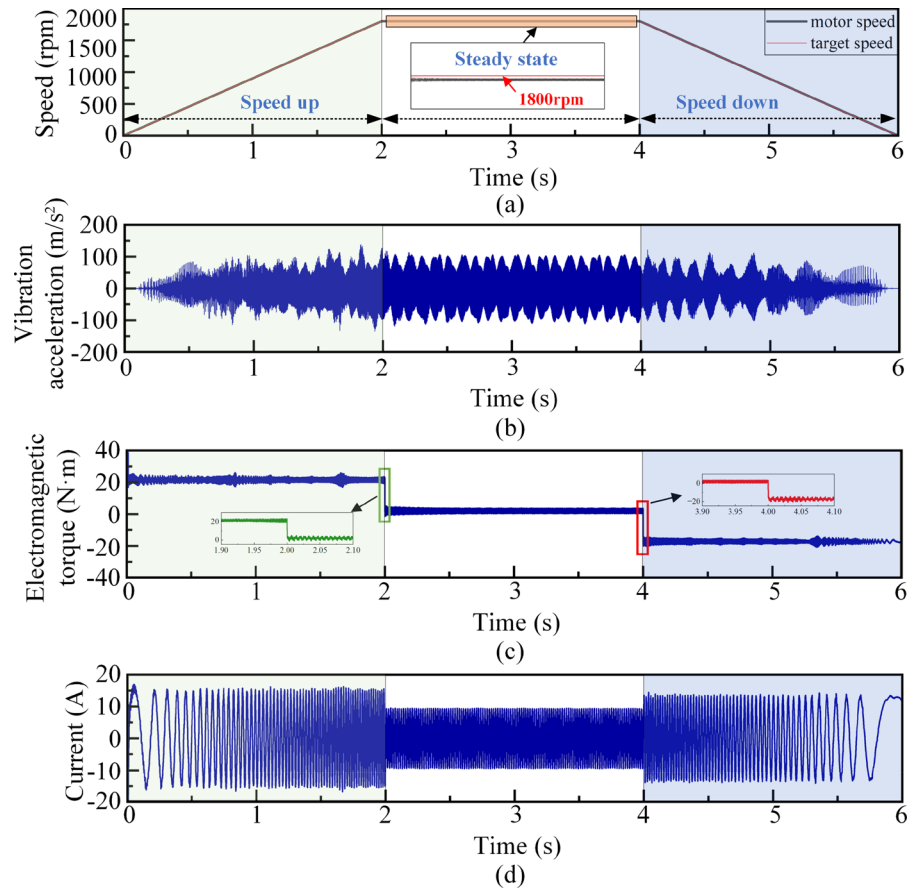 2000
1500
1000
500
0
Speed (rpm)
motor speed
target speed
Steady state
1800rpm
Speed up
Speed down
0 1 2 3 4 5 6
Time (s)
(a)
200
100
0
-100
-200
Vibration
acceleration (m/s²)
0 1 2 3 4 5 6
Time (s)
(b)
40
20
0
-20
-40
Electromagnetic
torque (N·m)
20
0
1.90 1.95 2.00 2.05 2.10
0
−20
3.90 3.95 4.00 4.05 4.10
0 1 2 3 4 5 6
Time (s)
(c)
20
10
0
-10
-20
Current (A)
0 1 2 3 4 5 6
Time (s)
(d)